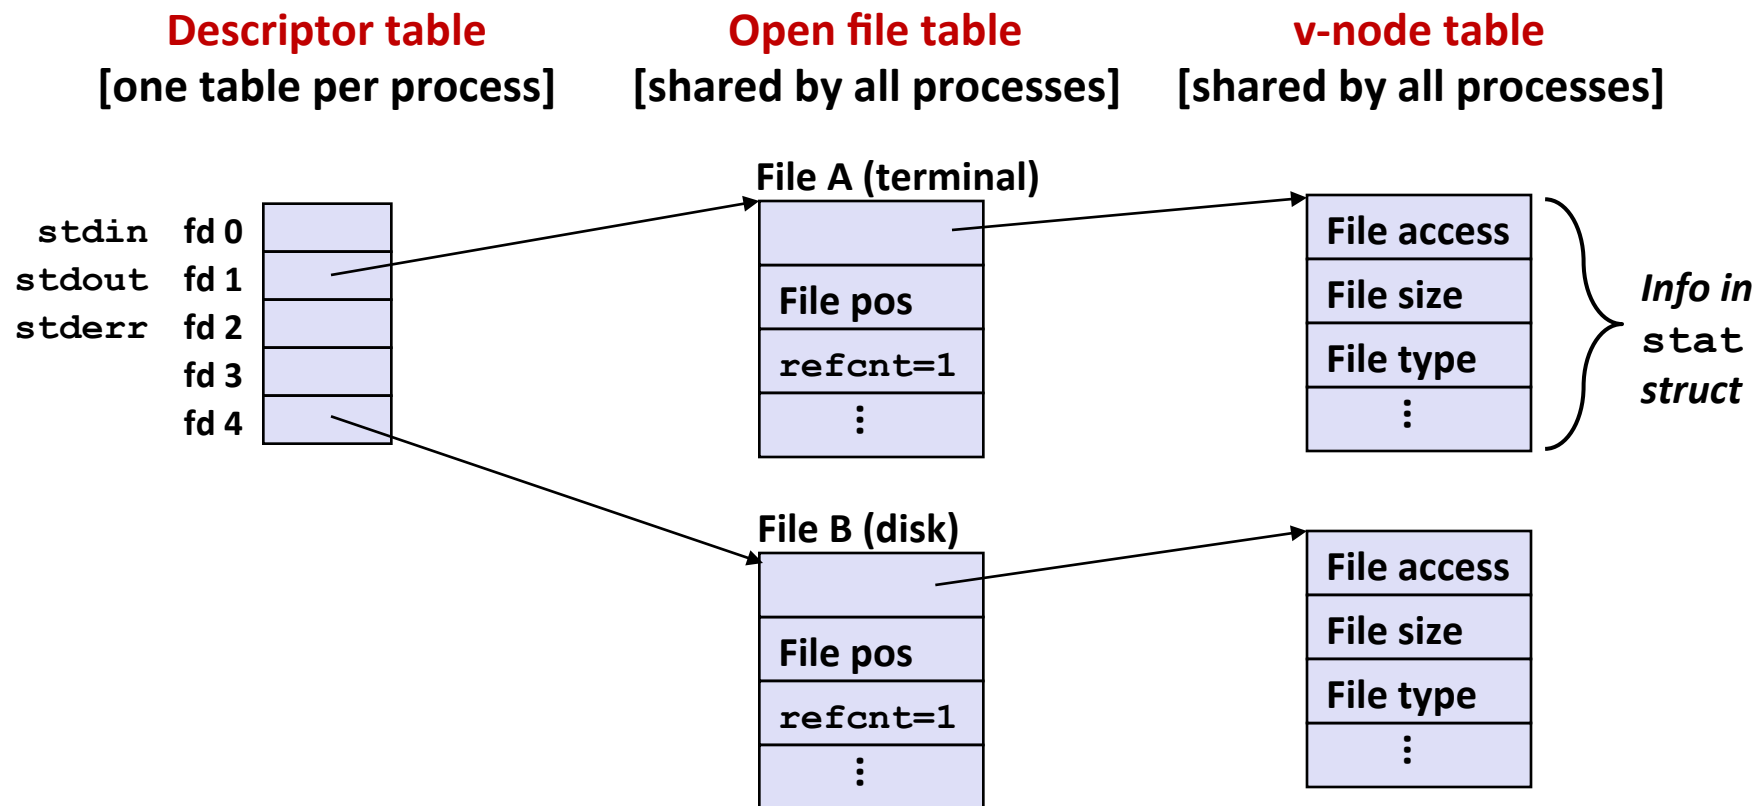 Descriptor table
[one table per process]
Open file table
[shared by all processes]
v-node table
[shared by all processes]
stdin fd 0
stdout fd 1
stderr fd 2
fd 3
fd 4
File A (terminal)
File pos
refcnt=1
⋮
File access
File size
File type
⋮
Info in
stat
struct
File B (disk)
File pos
refcnt=1
⋮
File access
File size
File type
⋮